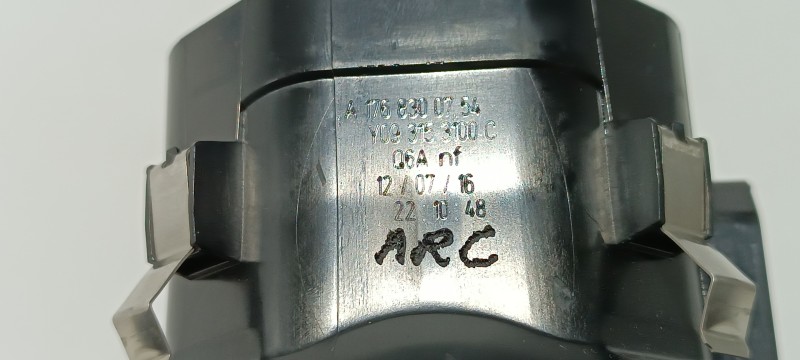 A 176 830 07 54
Y09 315 3100 C
Q6A nf
12 / 07 / 16
22 10 48
ARC